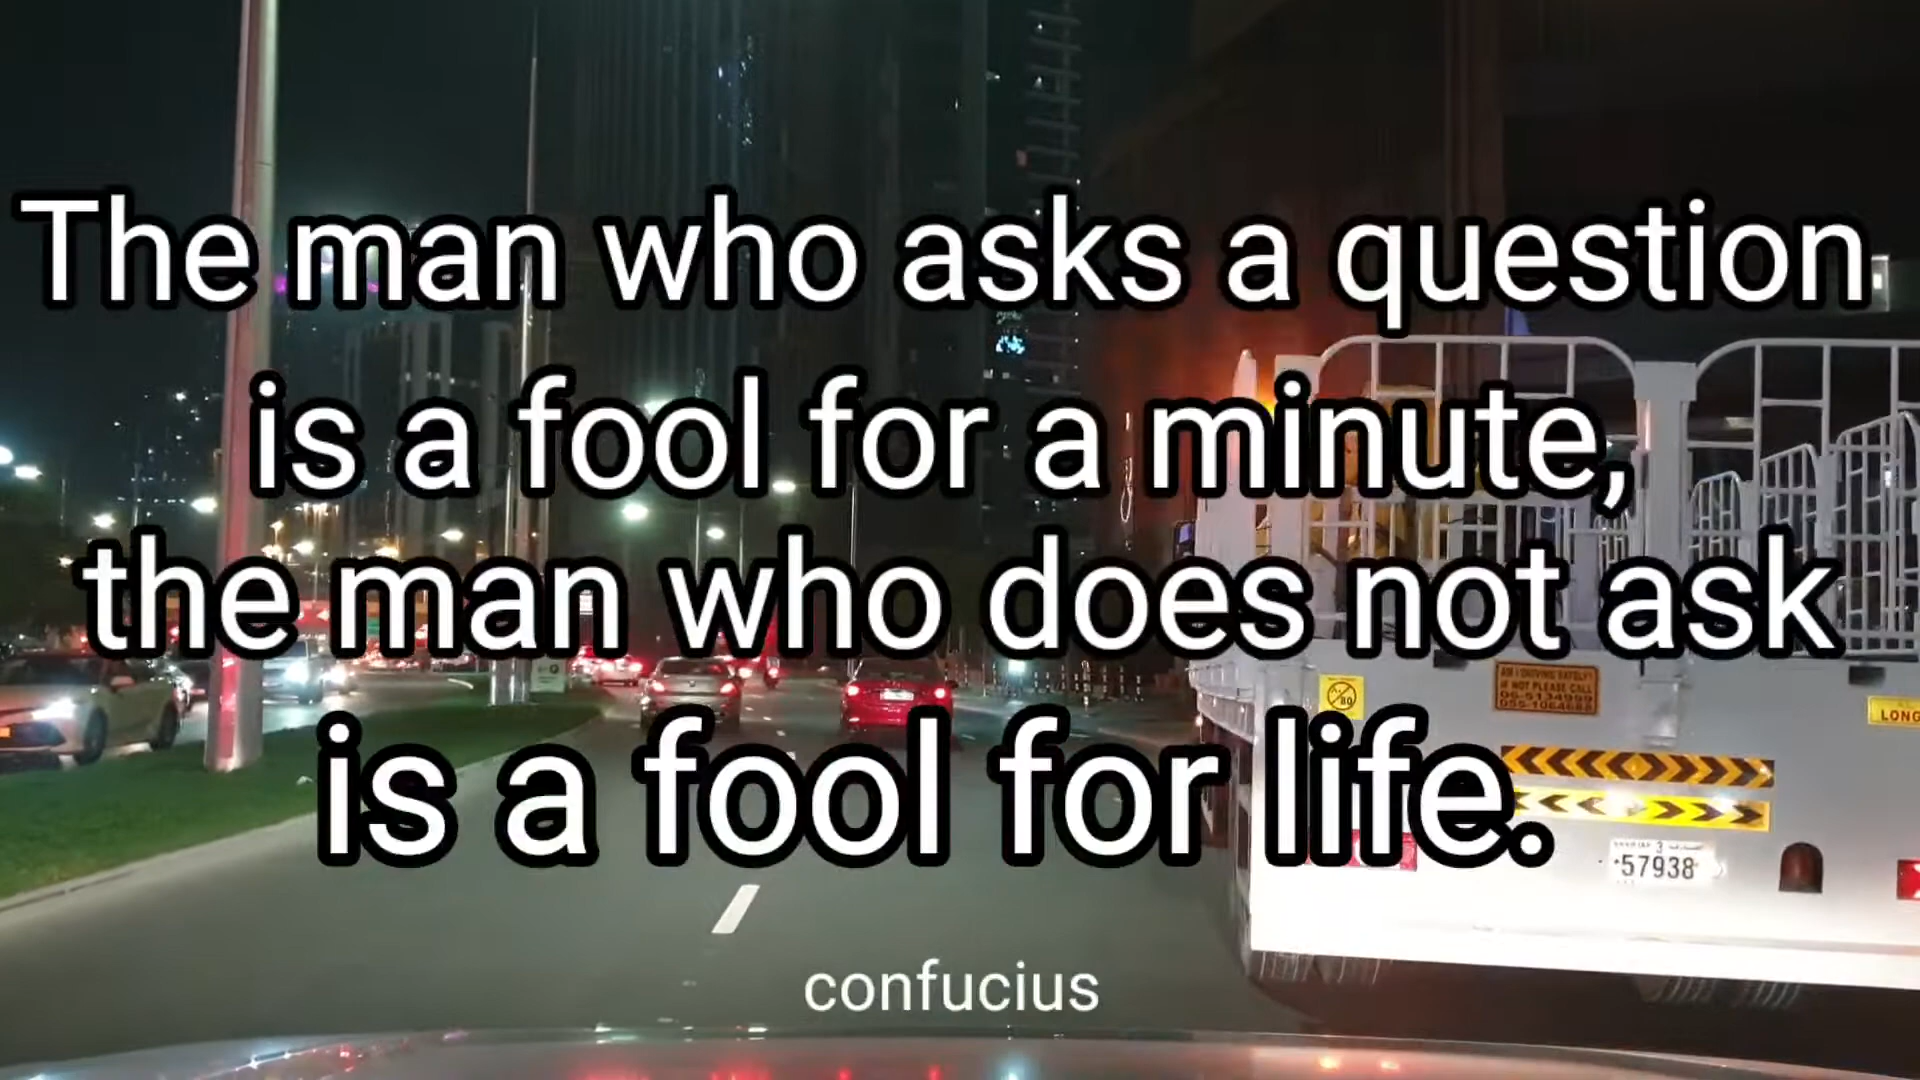 The man who asks a question
is a fool for a minute,
the man who does not ask
is a fool for life.
confucius
LONG
57938